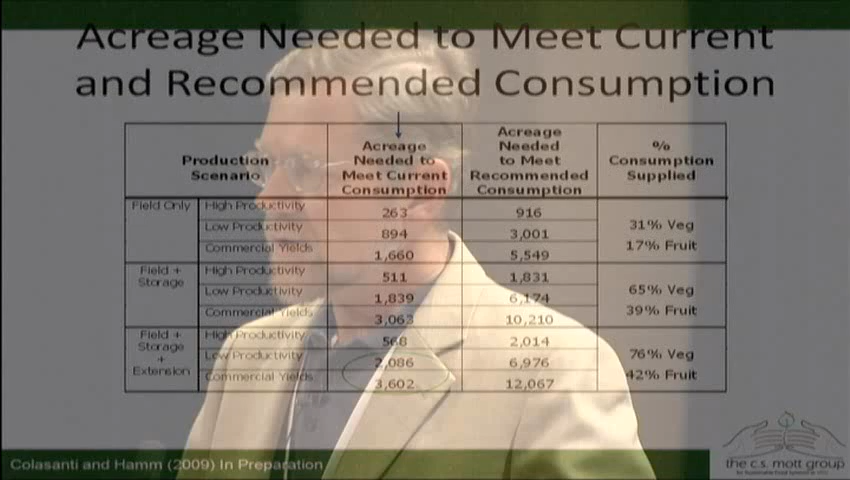 Acreage Needed to Meet Current
and Recommended Consumption
Production
Scenario
Acreage
Needed to
Meet Current
Consumption
Acreage
Needed
to Meet
Recommended
Consumption
%
Consumption
Supplied
Field Only
High Productivity
263
916
Low Productivity
894
3,001
Commercial Yields
1,660
5,549
31% Veg
17% Fruit
Field +
Storage
High Productivity
511
1,831
Low Productivity
1,839
6,174
Commercial Yields
3,063
10,210
65% Veg
39% Fruit
Field +
Storage
+
Extension
High Productivity
568
2,014
Low Productivity
2,086
6,976
Commercial Yields
3,602
12,067
76% Veg
42% Fruit
Colasanti and Hamm (2009) In Preparation
the c.s. mott group